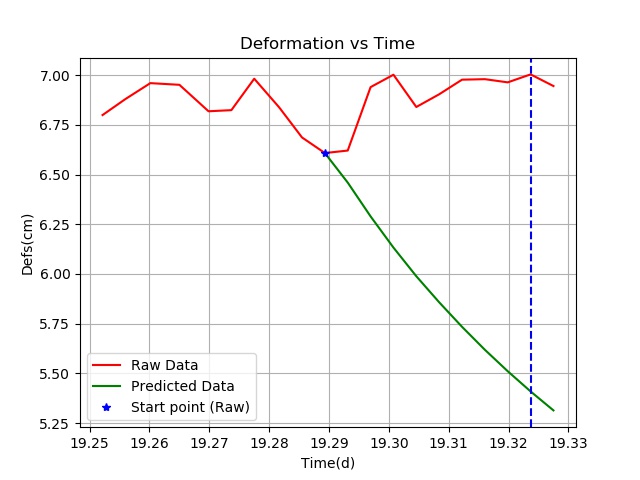 Deformation vs Time
Defs(cm)
7.00
6.75
6.50
6.25
6.00
5.75
5.50
5.25
Raw Data
Predicted Data
Start point (Raw)
19.25 19.26 19.27 19.28 19.29 19.30 19.31 19.32 19.33
Time(d)